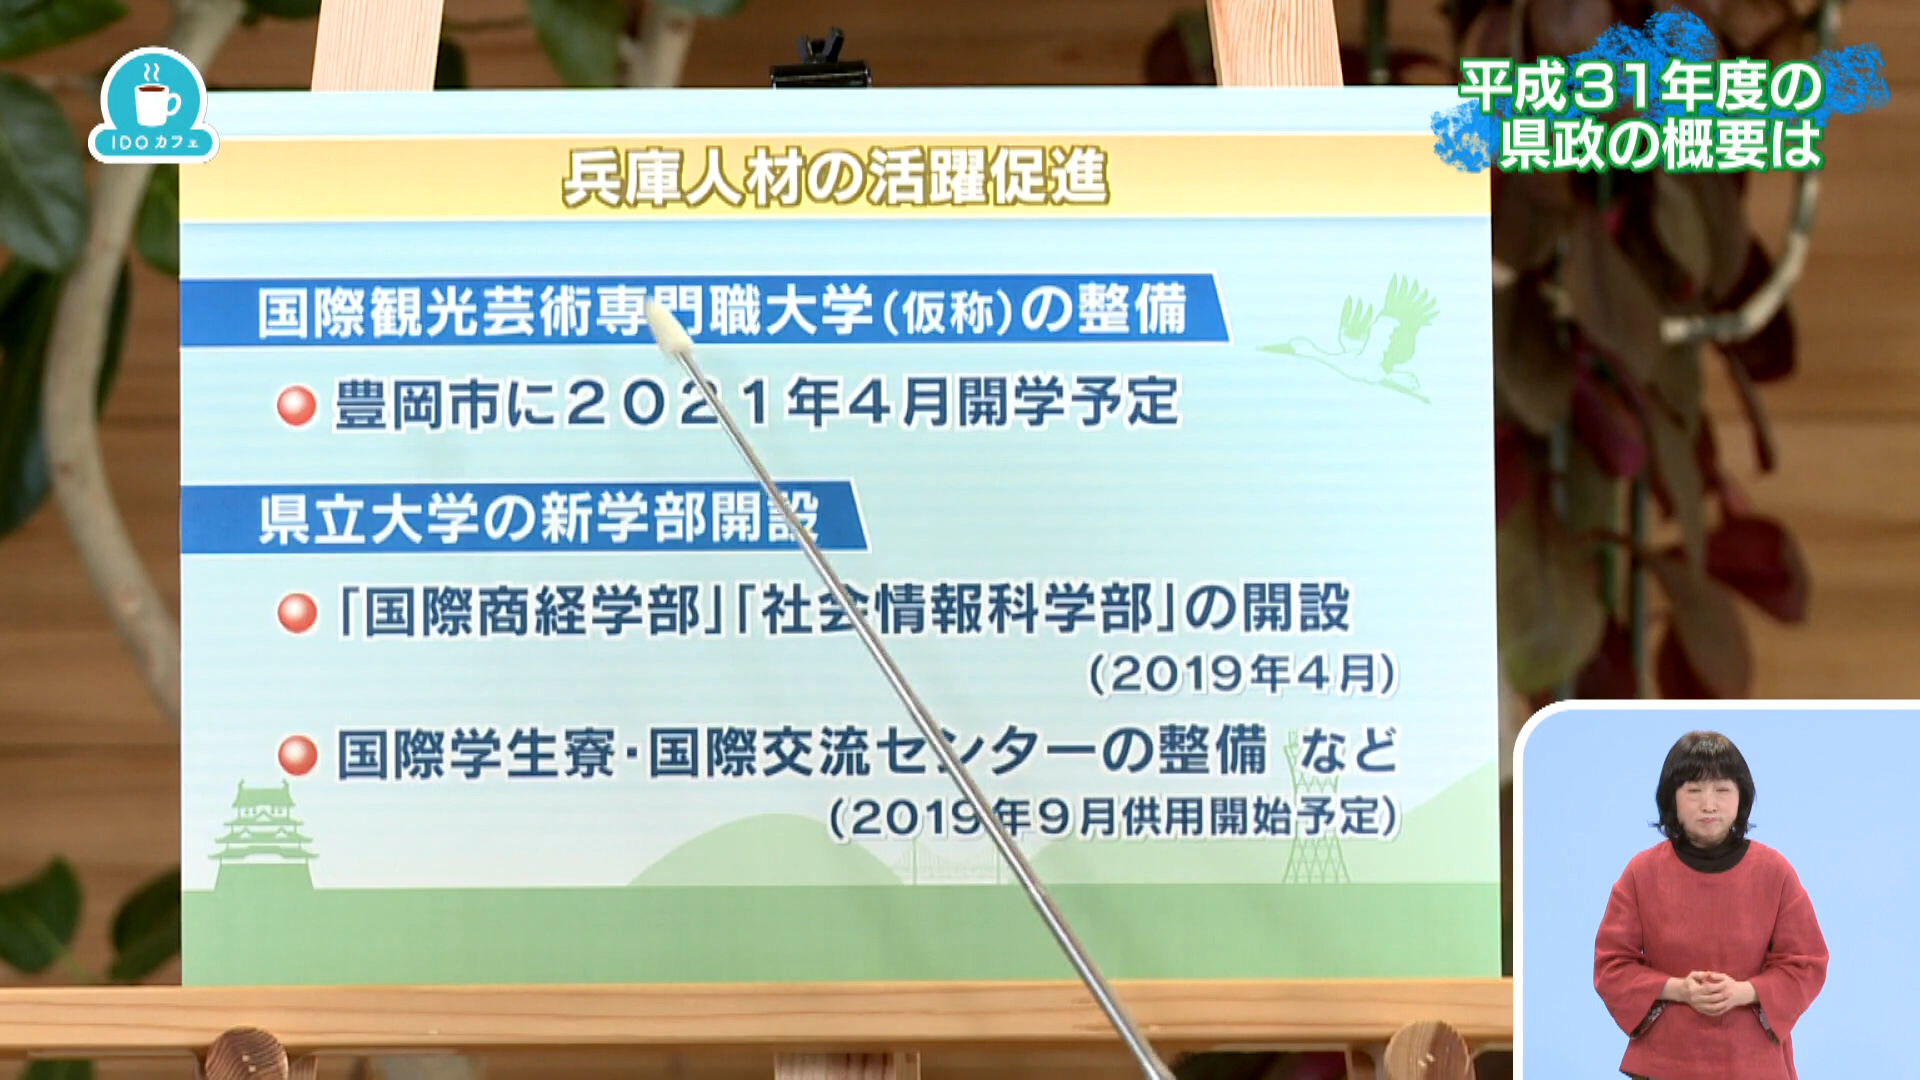 IDOカフェ
平成31年度の
県政の概要は
兵庫人材の活躍促進
国際観光芸術専門職大学(仮称)の整備
豊岡市に2021年4月開学予定
県立大学の新学部開設
「国際商経学部」「社会情報科学部」の開設
(2019年4月)
国際学生寮・国際交流センターの整備 など
(2019年9月供用開始予定)